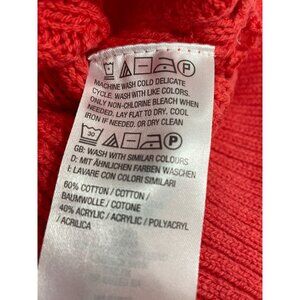 MACHINE WASH COLD DELICATE
CYCLE. WASH WITH LIKE COLORS.
ONLY NON-CHLORINE BLEACH WHEN
NEEDED. LAY FLAT TO DRY. COOL
IRON IF NEEDED. OR DRY CLEAN
30 P
GB: WASH WITH SIMILAR COLOURS
D: MIT ÄHNLICHEN FARBEN WASCHEN
I: LAVARE CON COLORI SIMILARI
60% COTTON / COTTON /
BAUMWOLLE / COTONE
40% ACRYLIC / ACRYLIC / POLYACRYL
/ ACRILICA